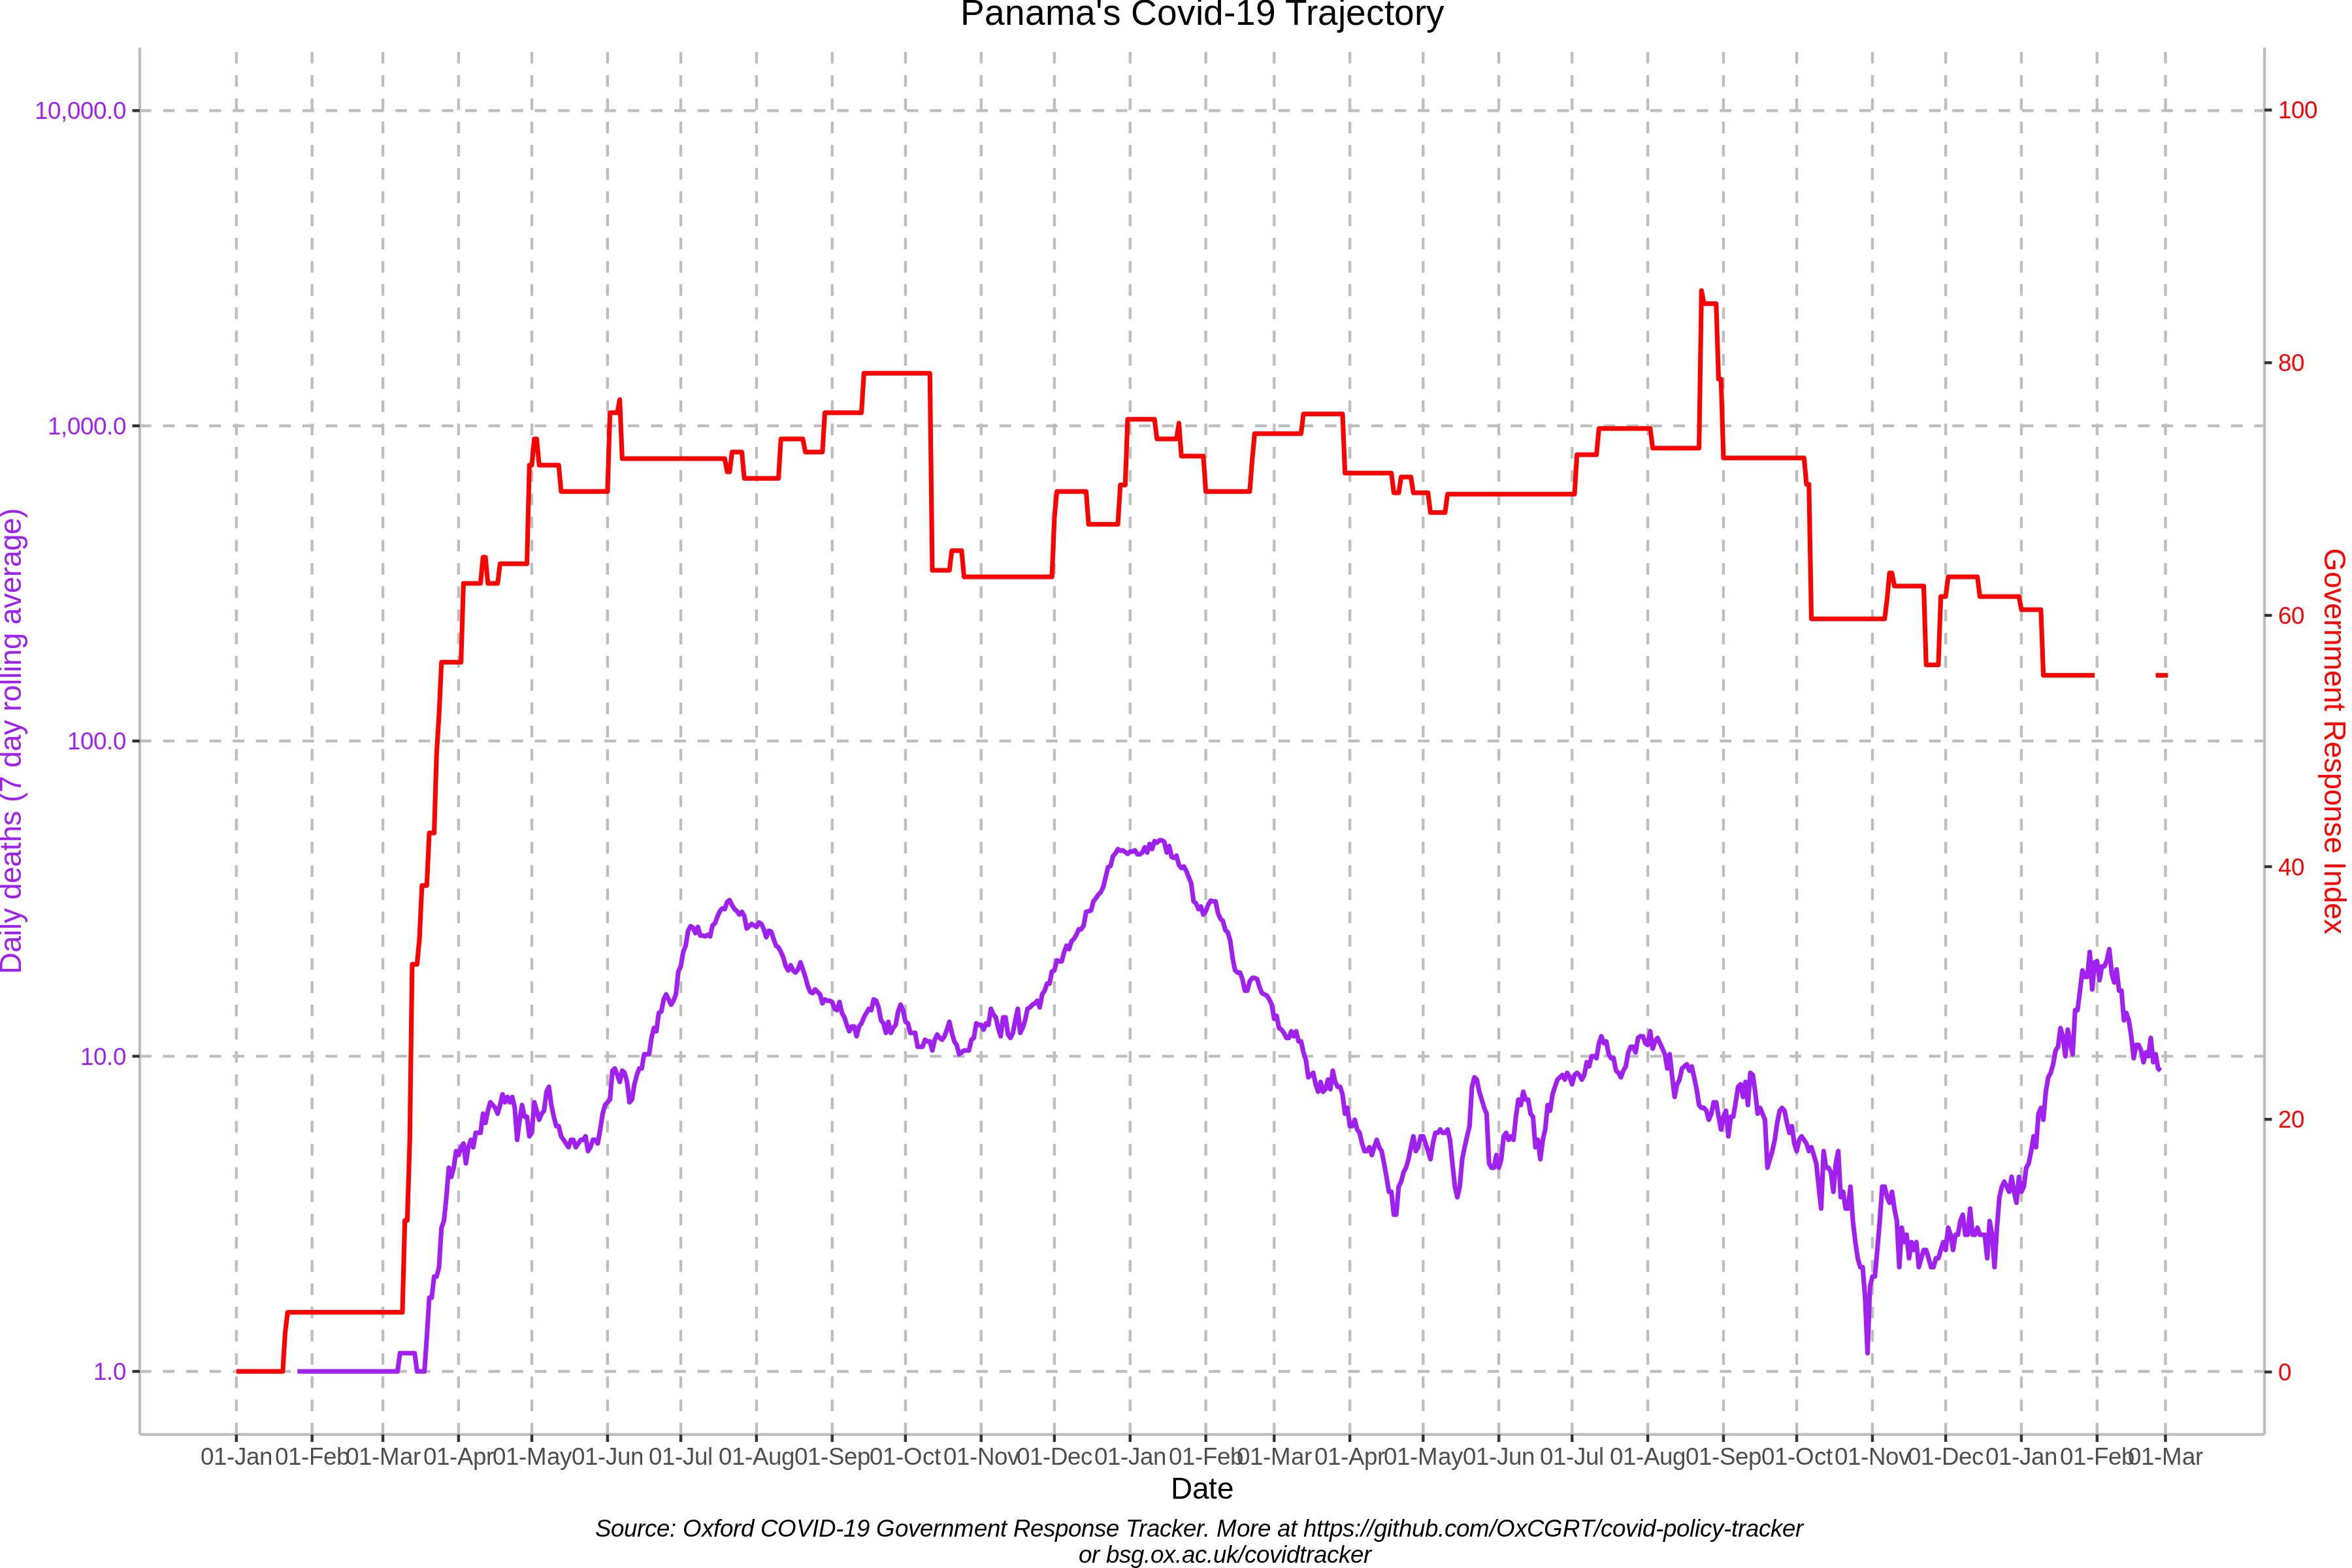 Panama's Covid-19 Trajectory
10,000.0
1,000.0
100.0
10.0
1.0
Daily deaths (7 day rolling average)
100
80
60
40
20
0
Government Response Index
01-Jan 01-Feb 01-Mar 01-Apr 01-May 01-Jun 01-Jul 01-Aug 01-Sep 01-Oct 01-Nov 01-Dec 01-Jan 01-Feb 01-Mar 01-Apr 01-May 01-Jun 01-Jul 01-Aug 01-Sep 01-Oct 01-Nov 01-Dec 01-Jan 01-Feb 01-Mar
Date
Source: Oxford COVID-19 Government Response Tracker. More at https://github.com/OxCGRT/covid-policy-tracker
or bsg.ox.ac.uk/covidtracker